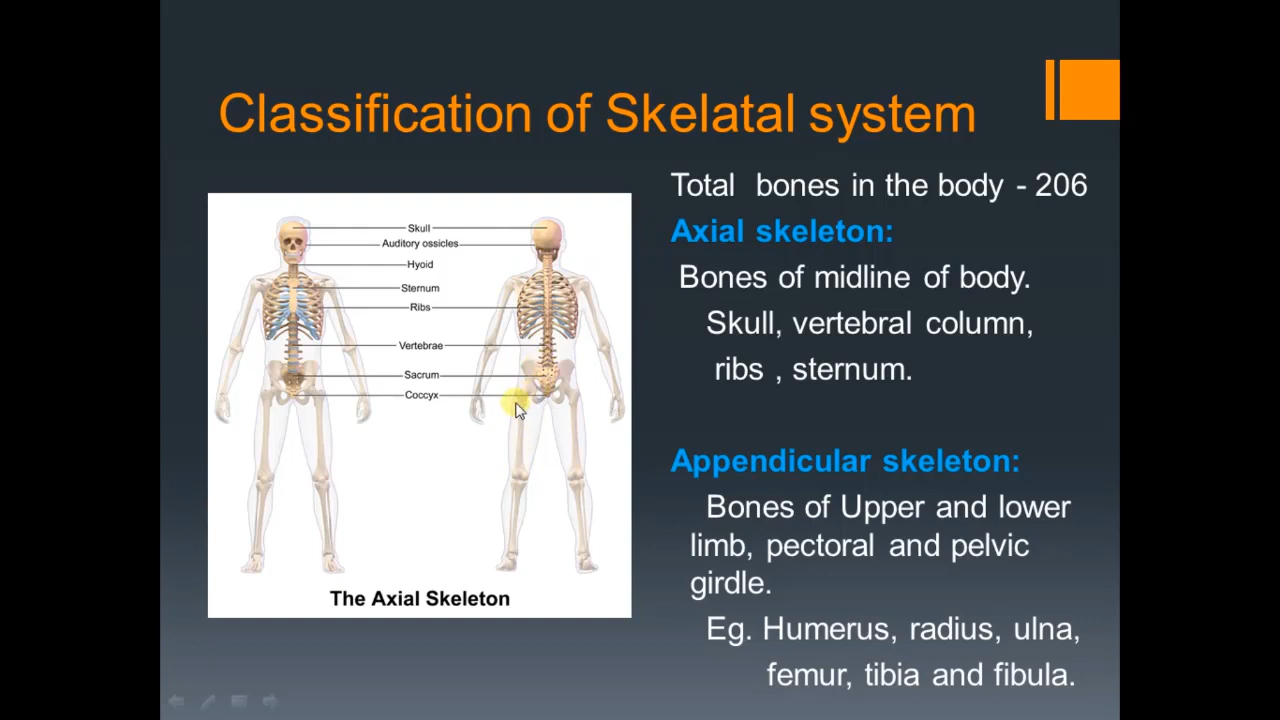 Classification of Skelatal system
Skull
Auditory ossicles
Hyoid
Sternum
Ribs
Vertebrae
Sacrum
Coccyx
The Axial Skeleton
Total bones in the body - 206
Axial skeleton:
Bones of midline of body.
Skull, vertebral column,
ribs , sternum.
Appendicular skeleton:
Bones of Upper and lower
limb, pectoral and pelvic
girdle.
Eg. Humerus, radius, ulna,
femur, tibia and fibula.